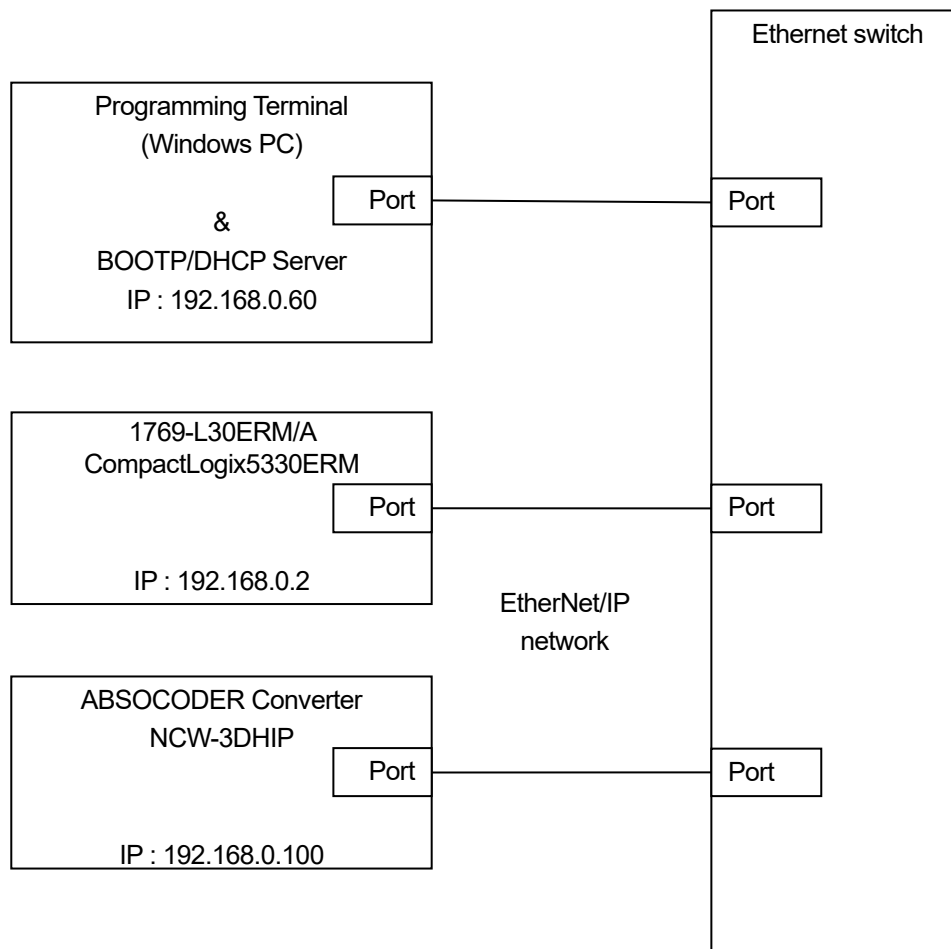 Ethernet switch
Programming Terminal
(Windows PC)
Port
Port
&
BOOTP/DHCP Server
IP : 192.168.0.60
1769-L30ERM/A
CompactLogix5330ERM
Port
Port
IP : 192.168.0.2
EtherNet/IP
network
ABSOCODER Converter
NCW-3DHIP
Port
Port
IP : 192.168.0.100